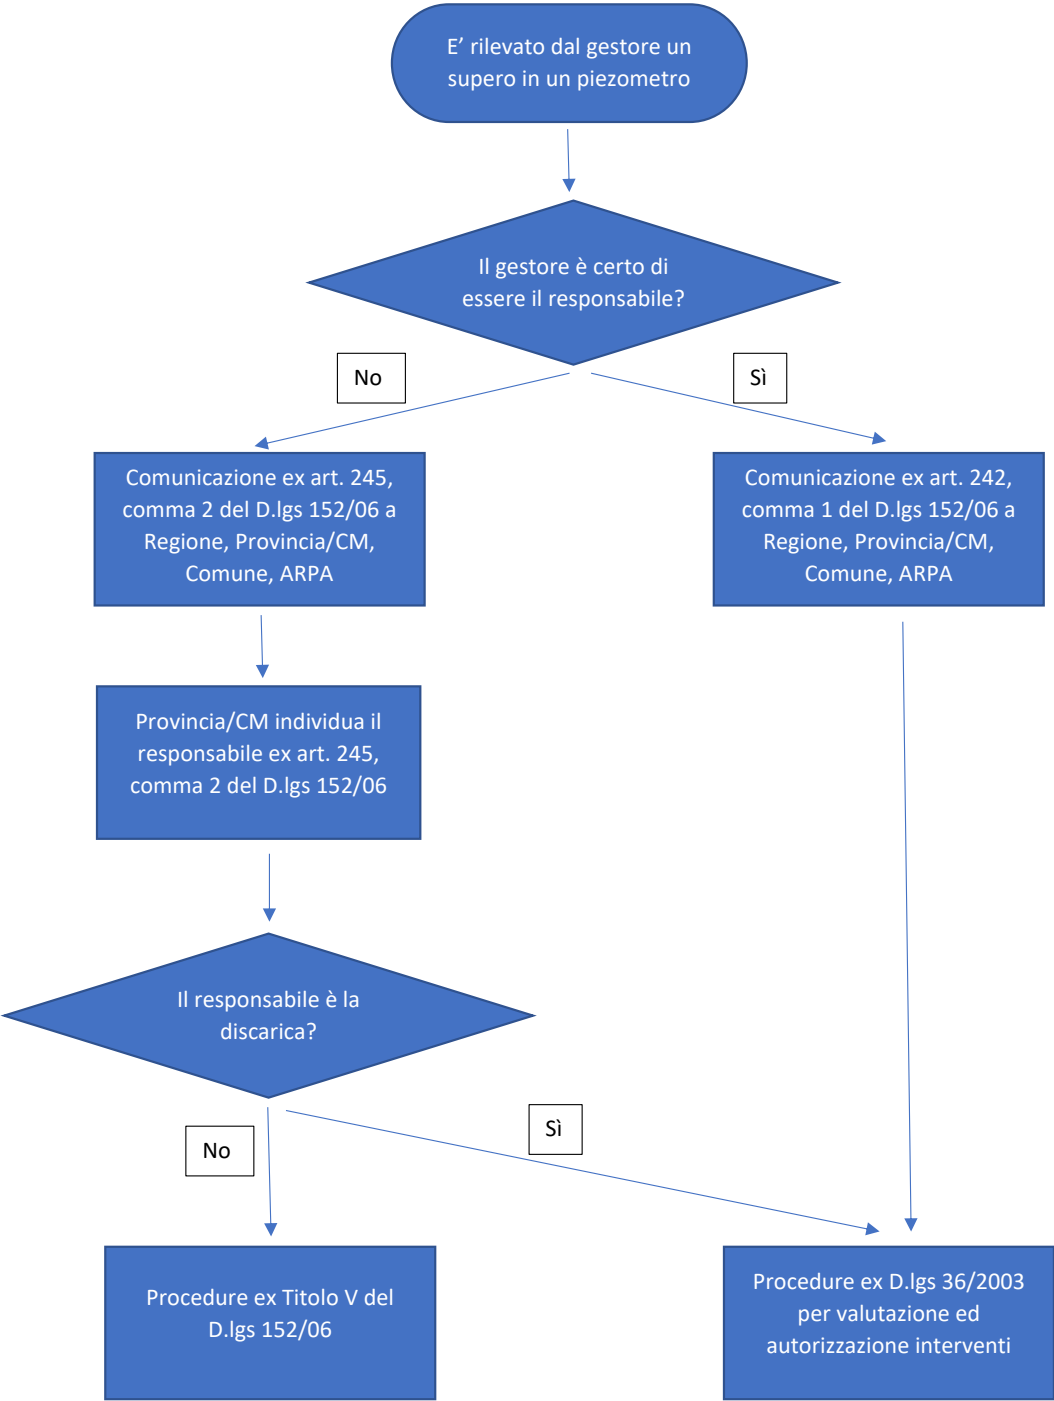 E’ rilevato dal gestore un
supero in un piezometro
Il gestore è certo di
essere il responsabile?
No
Sì
Comunicazione ex art. 245,
comma 2 del D.lgs 152/06 a
Regione, Provincia/CM,
Comune, ARPA
Comunicazione ex art. 242,
comma 1 del D.lgs 152/06 a
Regione, Provincia/CM,
Comune, ARPA
Provincia/CM individua il
responsabile ex art. 245,
comma 2 del D.lgs 152/06
Il responsabile è la
discarica?
No
Sì
Procedure ex Titolo V del
D.lgs 152/06
Procedure ex D.lgs 36/2003
per valutazione ed
autorizzazione interventi